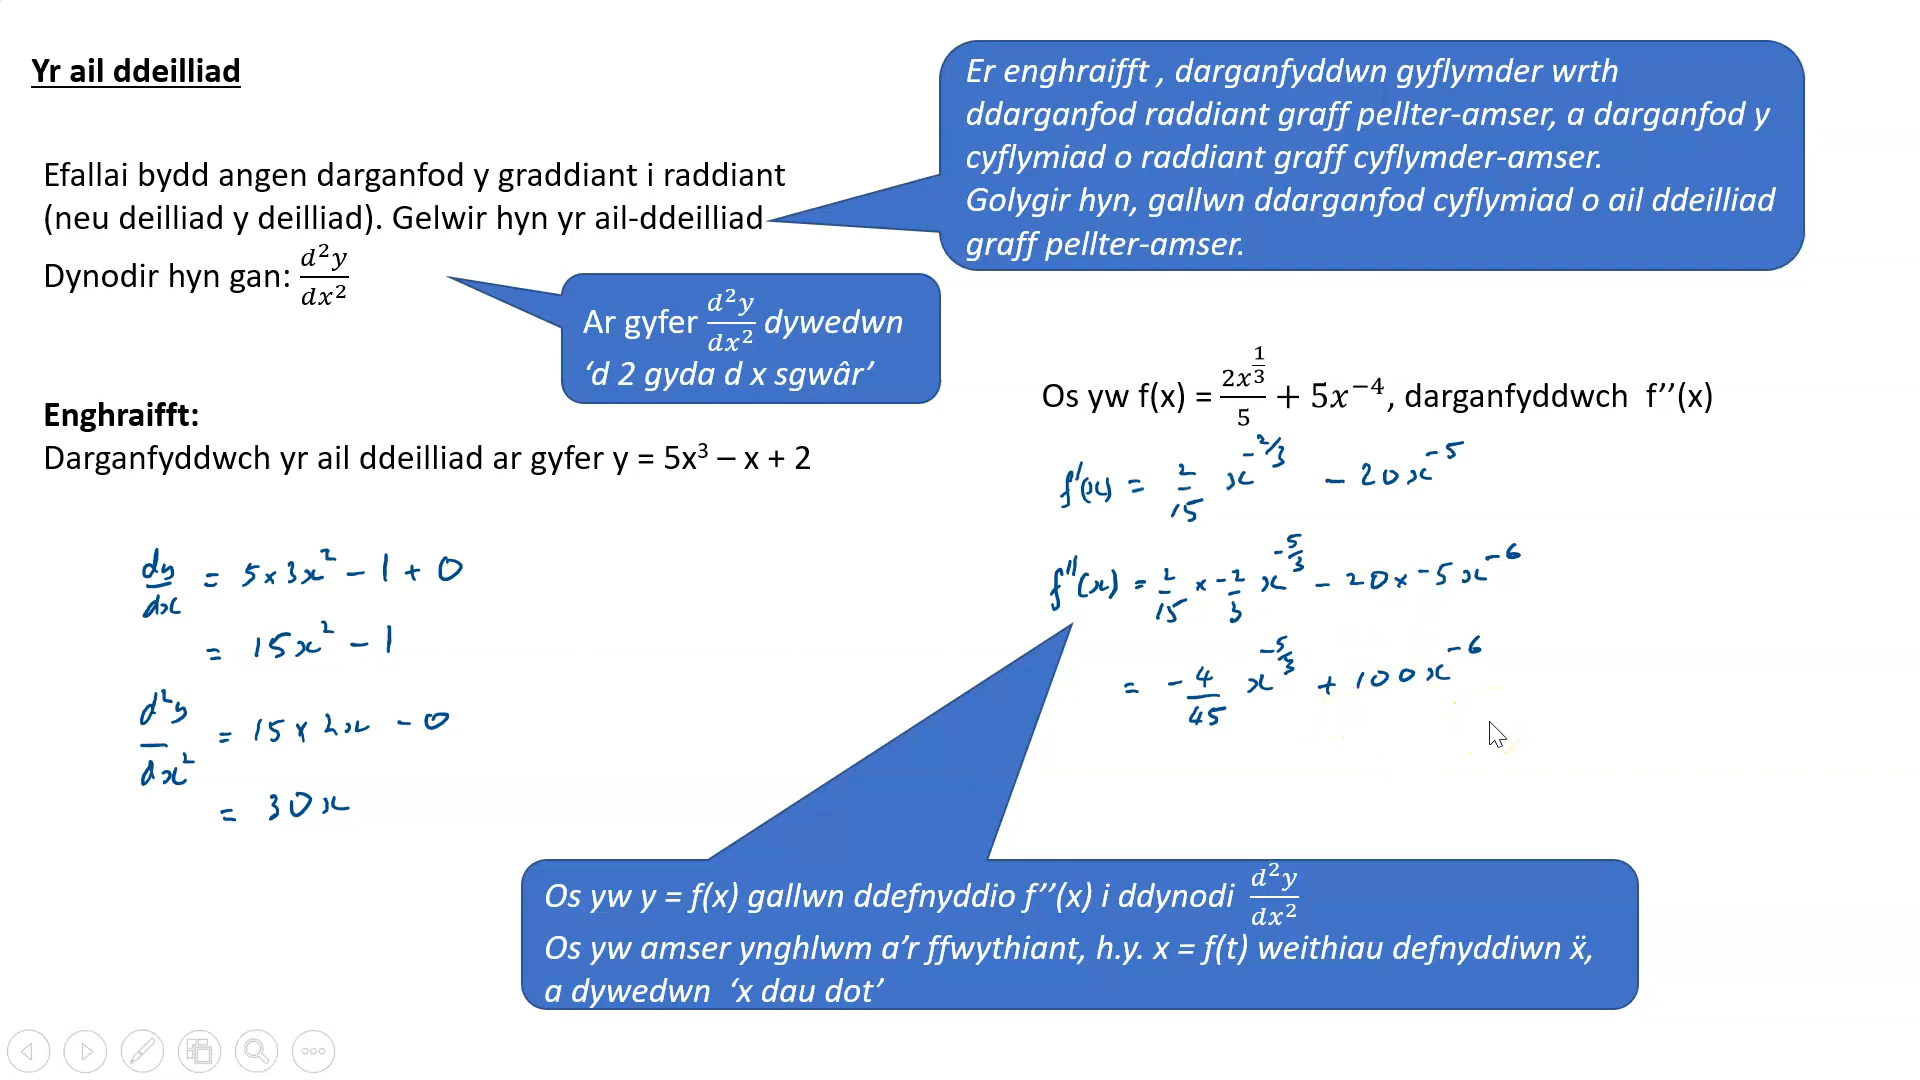 Yr ail ddeilliad
Efallai bydd angen darganfod y graddiant i raddiant
(neu deilliad y deilliad). Gelwir hyn yr ail-ddeilliad
Dynodir hyn gan: d²y/dx²
Er enghraifft , darganfyddwn gyflymder wrth
ddarganfod raddiant graff pellter-amser, a darganfod y
cyflymiad o raddiant graff cyflymder-amser.
Golygir hyn, gallwn ddarganfod cyflymiad o ail ddeilliad
graff pellter-amser.
Ar gyfer d²y/dx² dywedwn
‘d 2 gyda d x sgwâr’
Enghraifft:
Darganfyddwch yr ail ddeilliad ar gyfer y = 5x³ – x + 2
dy/dx = 5×3x² − 1 + 0
= 15x² − 1
d²y/dx² = 15 × 2x − 0
= 30x
Os yw f(x) = 2x^(1/3)/5 + 5x⁻⁴, darganfyddwch f’’(x)
f'(x) = 2/15 x^(-2/3) − 20x⁻⁵
f''(x) = 2/15 × -2/3 x^(-5/3) − 20 × -5x⁻⁶
= -4/45 x^(-5/3) + 100x⁻⁶
Os yw y = f(x) gallwn ddefnyddio f’’(x) i ddynodi d²y/dx²
Os yw amser ynghlwm a’r ffwythiant, h.y. x = f(t) weithiau defnyddiwn ẍ,
a dywedwn ‘x dau dot’